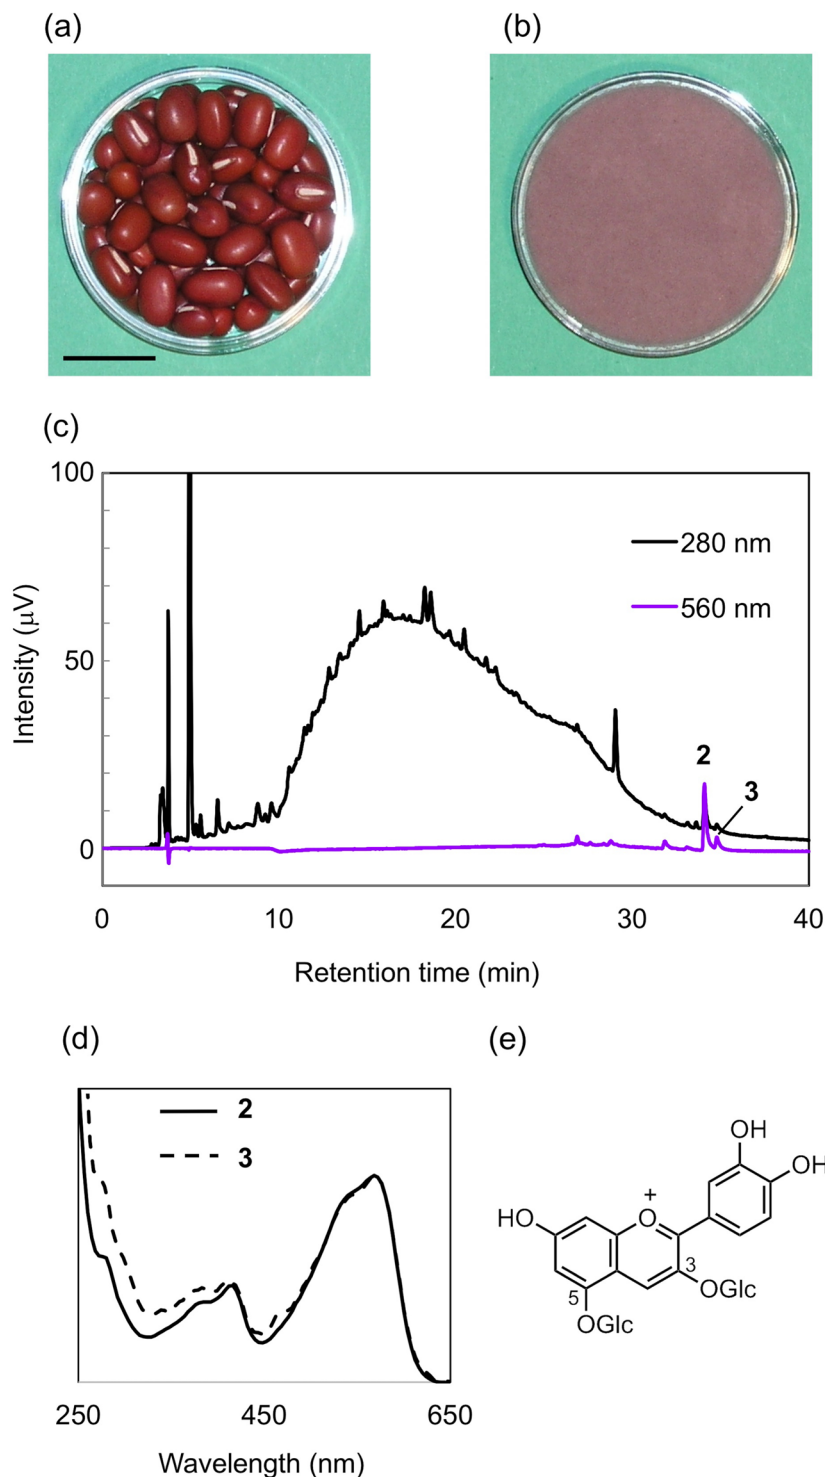 (a)
(b)
(c)
100
50
0
Intensity (μV)
280 nm
560 nm
2
3
0
10
20
30
40
Retention time (min)
(d)
2
3
250
450
650
Wavelength (nm)
(e)
OH
OH
+
HO
O
3
OGlc
5
OGlc